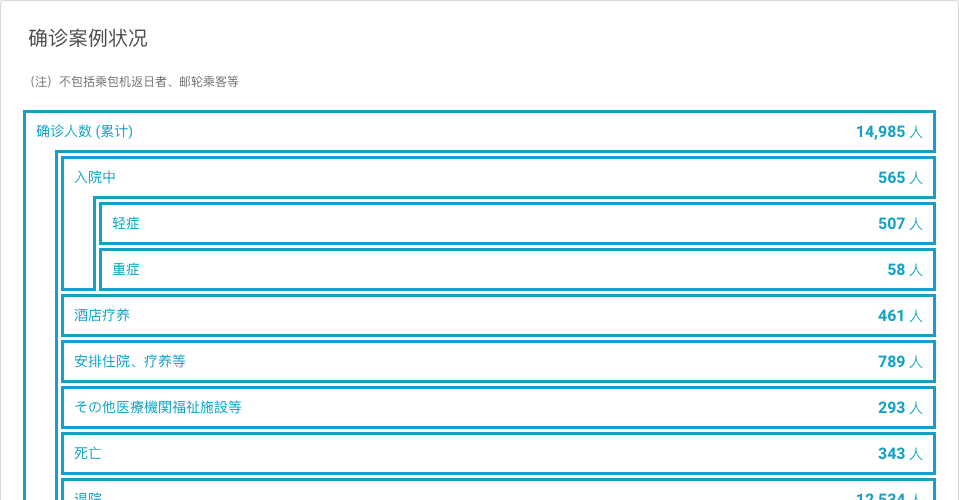 确诊案例状况
（注）不包括乘包机返日者、邮轮乘客等
确诊人数 (累计) 14,985 人
入院中 565 人
轻症 507 人
重症 58 人
酒店疗养 461 人
安排住院、疗养等 789 人
その他医療機関福祉施設等 293 人
死亡 343 人
退院 12,534 人